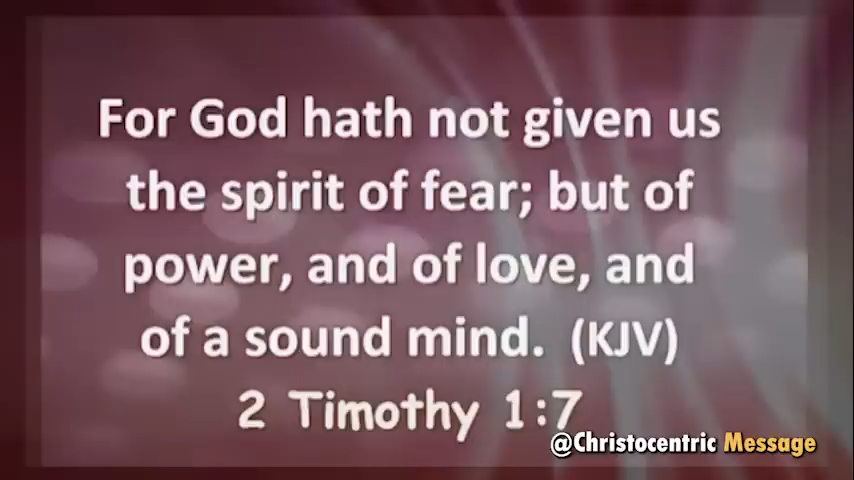 For God hath not given us
the spirit of fear; but of
power, and of love, and
of a sound mind. (KJV)
2 Timothy 1:7
@Christocentric Message